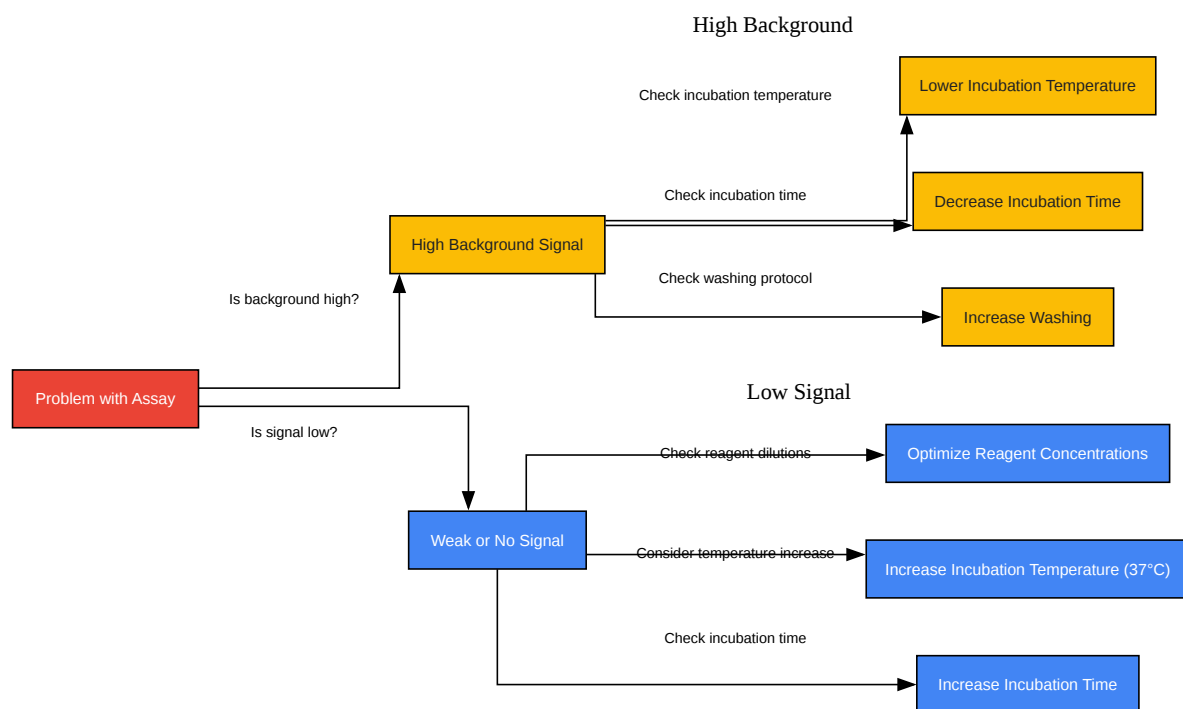 High Background
Check incubation temperature
Lower Incubation Temperature
Check incubation time
Decrease Incubation Time
High Background Signal
Check washing protocol
Is background high?
Increase Washing
Problem with Assay
Low Signal
Is signal low?
Check reagent dilutions
Optimize Reagent Concentrations
Weak or No Signal
Consider temperature increase
Increase Incubation Temperature (37°C)
Check incubation time
Increase Incubation Time